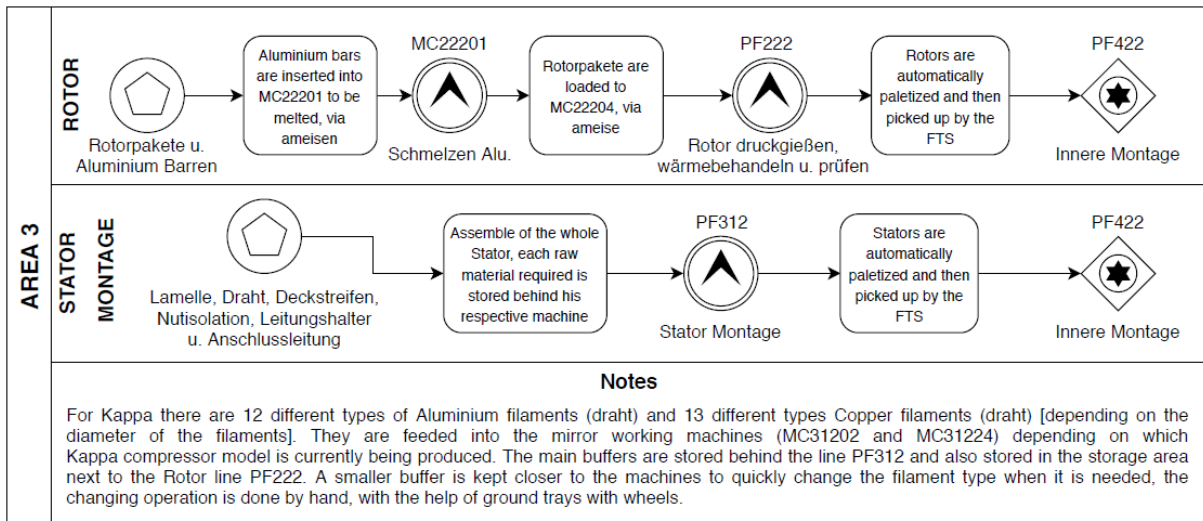 AREA 3
ROTOR
Rotorpakete u.
Aluminium Barren
Aluminium bars
are inserted into
MC22201 to be
melted, via
ameisen
MC22201
Schmelzen Alu.
Rotorpakete are
loaded to
MC22204, via
ameise
PF222
Rotor druckgießen,
wärmebehandeln u. prüfen
Rotors are
automatically
paletized and then
picked up by the
FTS
PF422
Innere Montage
STATOR
MONTAGE
Lamelle, Draht, Deckstreifen,
Nutisolation, Leitungshalter
u. Anschlussleitung
Assemble of the whole
Stator, each raw
material required is
stored behind his
respective machine
PF312
Stator Montage
Stators are
automatically
paletized and then
picked up by the
FTS
PF422
Innere Montage
Notes
For Kappa there are 12 different types of Aluminium filaments (draht) and 13 different types Copper filaments (draht) [depending on the
diameter of the filaments]. They are feeded into the mirror working machines (MC31202 and MC31224) depending on which
Kappa compressor model is currently being produced. The main buffers are stored behind the line PF312 and also stored in the storage area
next to the Rotor line PF222. A smaller buffer is kept closer to the machines to quickly change the filament type when it is needed, the
changing operation is done by hand, with the help of ground trays with wheels.